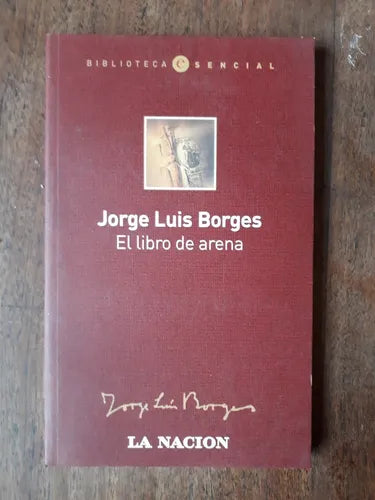 BIBLIOTECA eSENCIAL
Jorge Luis Borges
El libro de arena
Jorge Luis Borges
LA NACION